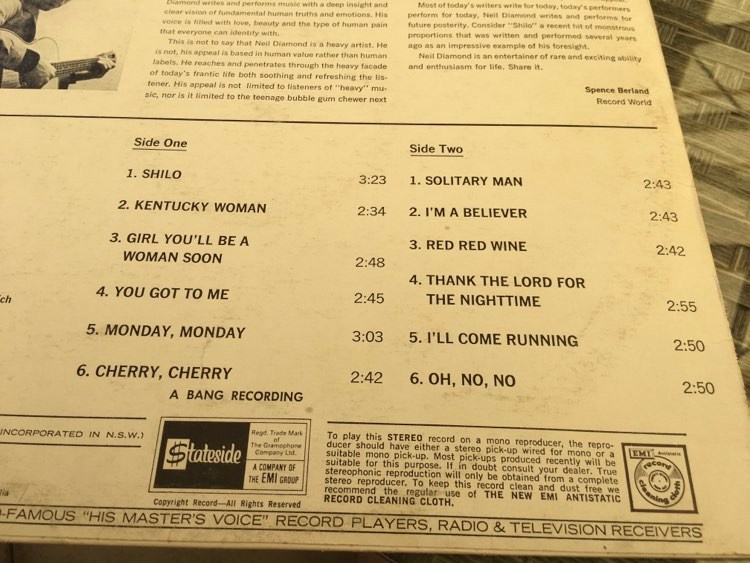 Diamond writes and performs music with a deep insight and
clear vision of fundamental human truths and emotions. His
voice is filled with love, beauty and the type of human pain
that everyone can identify with.
This is not to say that Neil Diamond is a heavy artist. He
is not, his appeal is based in human value rather than human
labels. He reaches and penetrates through the heavy facade
of today's frantic life both soothing and refreshing the lis-
tener. His appeal is not limited to listeners of "heavy" mu-
sic, nor is it limited to the teenage bubble gum chewer next
Most of today's writers write for today, today's performers
perform for today, Neil Diamond writes and performs for
future posterity. Consider "Shilo" a recent hit of monstrous
proportions that was written and performed several years
ago as an impressive example of his foresight.
Neil Diamond is an entertainer of rare and exciting ability
and enthusiasm for life. Share it.
Spence Berland
Record World
Side One
1. SHILO 3:23
2. KENTUCKY WOMAN 2:34
3. GIRL YOU'LL BE A
WOMAN SOON 2:48
4. YOU GOT TO ME 2:45
5. MONDAY, MONDAY 3:03
6. CHERRY, CHERRY 2:42
A BANG RECORDING
Side Two
1. SOLITARY MAN 2:43
2. I'M A BELIEVER 2:43
3. RED RED WINE 2:42
4. THANK THE LORD FOR
THE NIGHTTIME 2:55
5. I'LL COME RUNNING 2:50
6. OH, NO, NO 2:50
INCORPORATED IN N.S.W.)
Stateside
Regd. Trade Mark
of
The Gramophone
Company Ltd.
A COMPANY OF
THE EMI GROUP
Copyright Record—All Rights Reserved
To play this STEREO record on a mono reproducer, the repro-
ducer should have either a stereo pick-up wired for mono or a
suitable mono pick-up. Most pick-ups produced recently will be
suitable for this purpose. If in doubt consult your dealer. True
stereophonic reproduction will only be obtained from a complete
stereo reproducer. To keep this record clean and dust free we
recommend the regular use of THE NEW EMI ANTISTATIC
RECORD CLEANING CLOTH.
EMI Antistatic
record
cleaning cloth
-FAMOUS "HIS MASTER'S VOICE" RECORD PLAYERS, RADIO & TELEVISION RECEIVERS